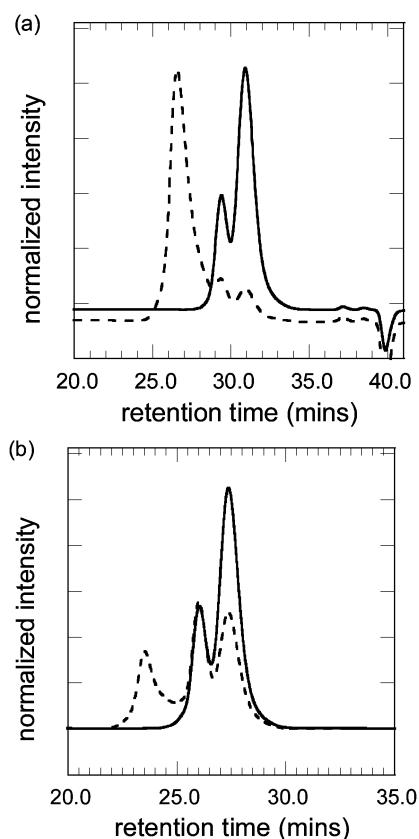 (a)
normalized intensity
20.0 25.0 30.0 35.0 40.0
retention time (mins)
(b)
normalized intensity
20.0 25.0 30.0 35.0
retention time (mins)